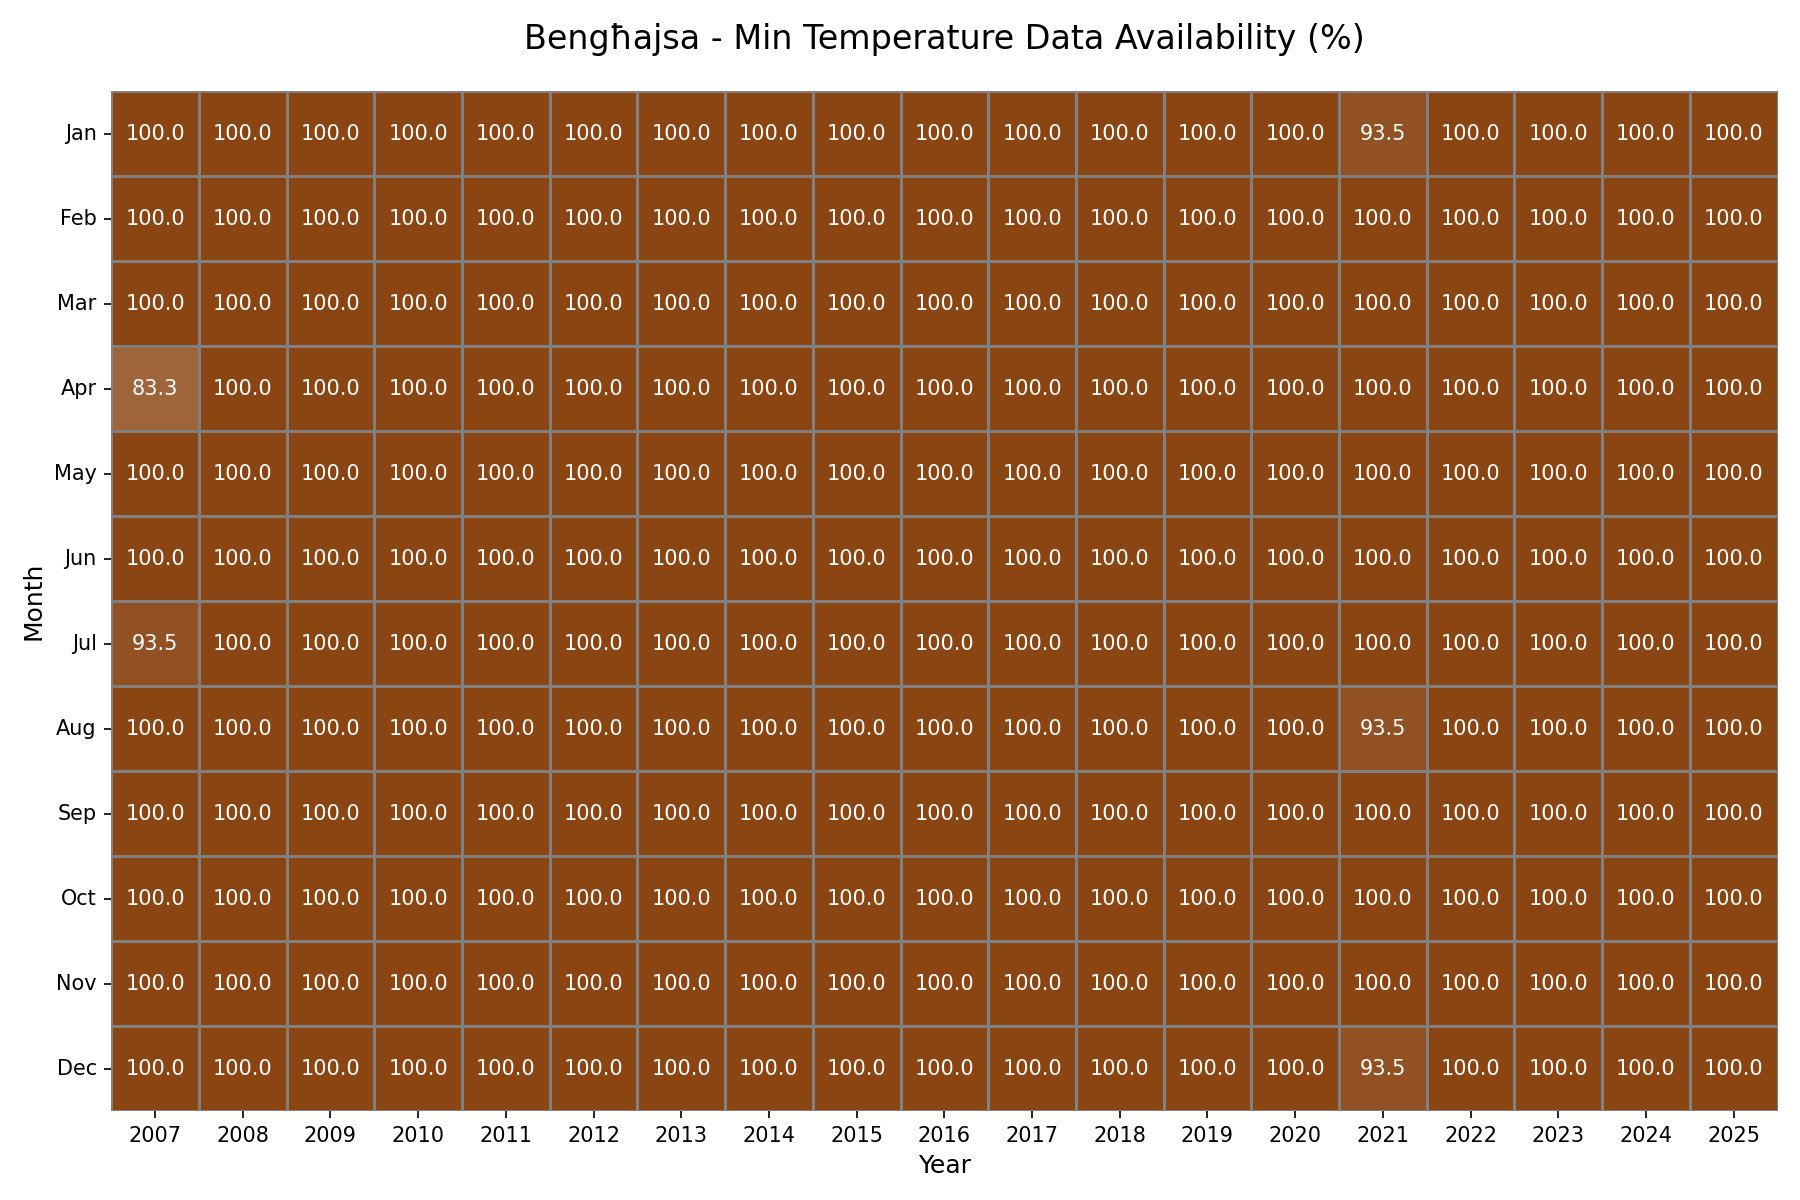 Bengħajsa - Min Temperature Data Availability (%)
Jan 100.0 100.0 100.0 100.0 100.0 100.0 100.0 100.0 100.0 100.0 100.0 100.0 100.0 100.0 93.5 100.0 100.0 100.0 100.0
Feb 100.0 100.0 100.0 100.0 100.0 100.0 100.0 100.0 100.0 100.0 100.0 100.0 100.0 100.0 100.0 100.0 100.0 100.0 100.0
Mar 100.0 100.0 100.0 100.0 100.0 100.0 100.0 100.0 100.0 100.0 100.0 100.0 100.0 100.0 100.0 100.0 100.0 100.0 100.0
Apr 83.3 100.0 100.0 100.0 100.0 100.0 100.0 100.0 100.0 100.0 100.0 100.0 100.0 100.0 100.0 100.0 100.0 100.0 100.0
May 100.0 100.0 100.0 100.0 100.0 100.0 100.0 100.0 100.0 100.0 100.0 100.0 100.0 100.0 100.0 100.0 100.0 100.0 100.0
Jun 100.0 100.0 100.0 100.0 100.0 100.0 100.0 100.0 100.0 100.0 100.0 100.0 100.0 100.0 100.0 100.0 100.0 100.0 100.0
Month
Jul 93.5 100.0 100.0 100.0 100.0 100.0 100.0 100.0 100.0 100.0 100.0 100.0 100.0 100.0 100.0 100.0 100.0 100.0 100.0
Aug 100.0 100.0 100.0 100.0 100.0 100.0 100.0 100.0 100.0 100.0 100.0 100.0 100.0 100.0 93.5 100.0 100.0 100.0 100.0
Sep 100.0 100.0 100.0 100.0 100.0 100.0 100.0 100.0 100.0 100.0 100.0 100.0 100.0 100.0 100.0 100.0 100.0 100.0 100.0
Oct 100.0 100.0 100.0 100.0 100.0 100.0 100.0 100.0 100.0 100.0 100.0 100.0 100.0 100.0 100.0 100.0 100.0 100.0 100.0
Nov 100.0 100.0 100.0 100.0 100.0 100.0 100.0 100.0 100.0 100.0 100.0 100.0 100.0 100.0 100.0 100.0 100.0 100.0 100.0
Dec 100.0 100.0 100.0 100.0 100.0 100.0 100.0 100.0 100.0 100.0 100.0 100.0 100.0 100.0 93.5 100.0 100.0 100.0 100.0
2007 2008 2009 2010 2011 2012 2013 2014 2015 2016 2017 2018 2019 2020 2021 2022 2023 2024 2025
Year